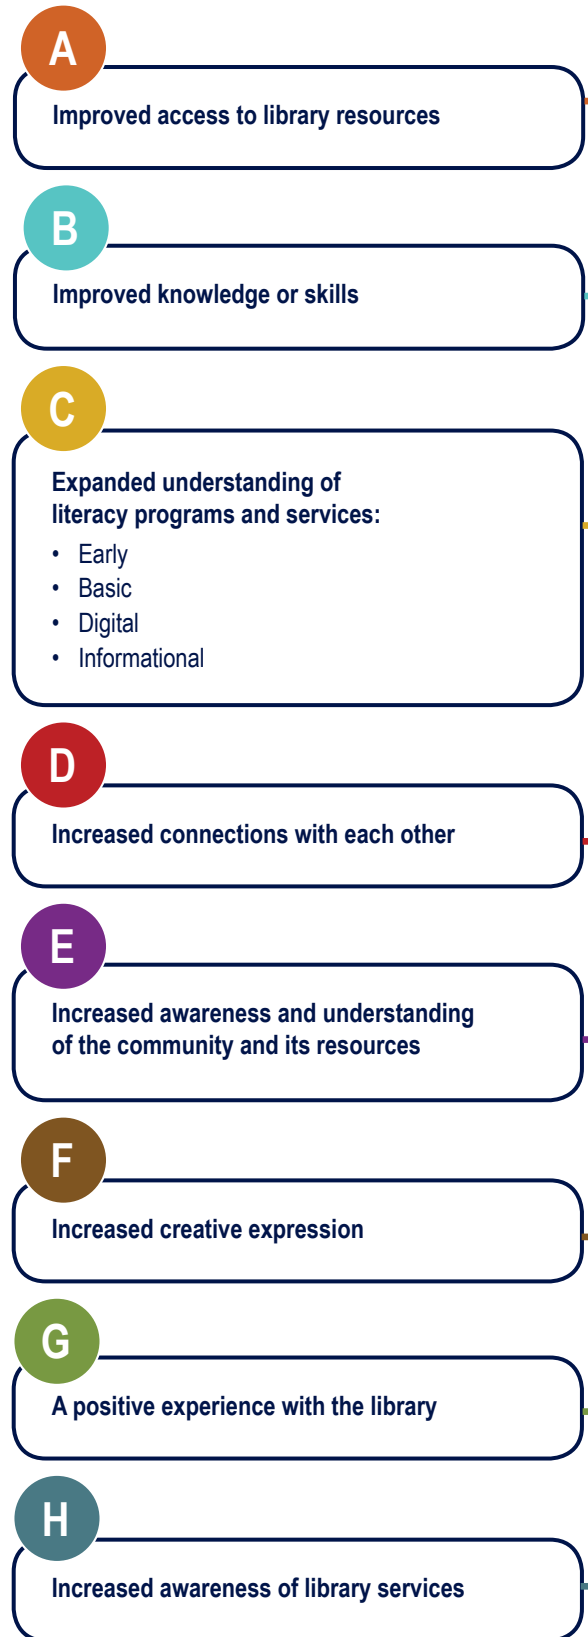 A
Improved access to library resources
B
Improved knowledge or skills
C
Expanded understanding of
literacy programs and services:
• Early
• Basic
• Digital
• Informational
D
Increased connections with each other
E
Increased awareness and understanding
of the community and its resources
F
Increased creative expression
G
A positive experience with the library
H
Increased awareness of library services